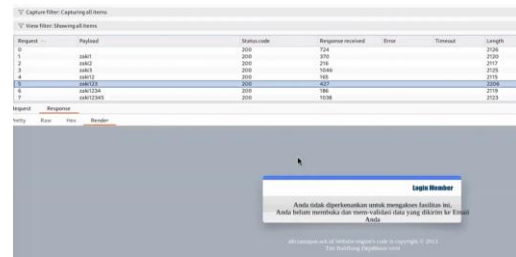 Capture filter: Capturing all items
View filter: Showing all items
Request Payload Status code Response received Error Timeout Length
0 200 724 2126
1 zaki1 200 370 2120
2 zaki2 200 216 2117
3 zaki3 200 1046 2125
4 zaki12 200 165 2115
5 zaki123 200 427 2204
6 zaki1234 200 186 2119
7 zaki12345 200 1038 2123
Request Response
Pretty Raw Hex Render
Login Member
Anda tidak diperkenankan untuk mengakses fasilitas ini,
Anda belum membuka dan mem-validasi data yang dikirim ke Email
Anda
copyright © 2013